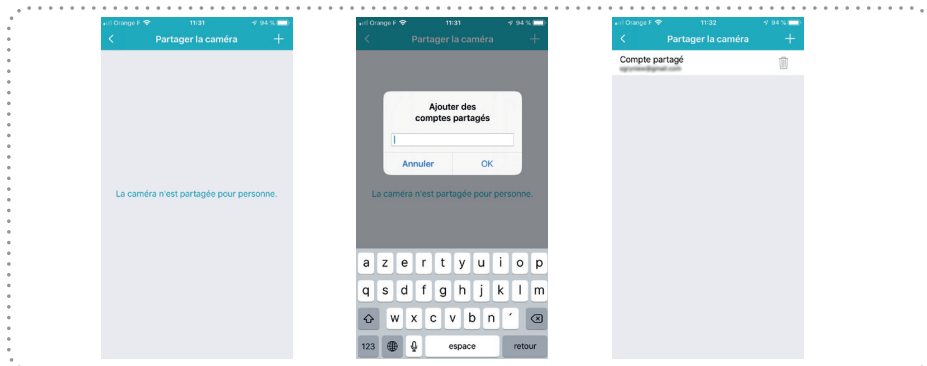 Orange F 11:31 94 %
Partager la caméra
La caméra n'est partagée pour personne.
Orange F 11:31 94 %
Partager la caméra
Ajouter des
comptes partagés
Annuler OK
La caméra n'est partagée pour personne.
a z e r t y u i o p
q s d f g h j k l m
w x c v b n ´
123 espace retour
Orange F 11:32 94 %
Partager la caméra
Compte partagé